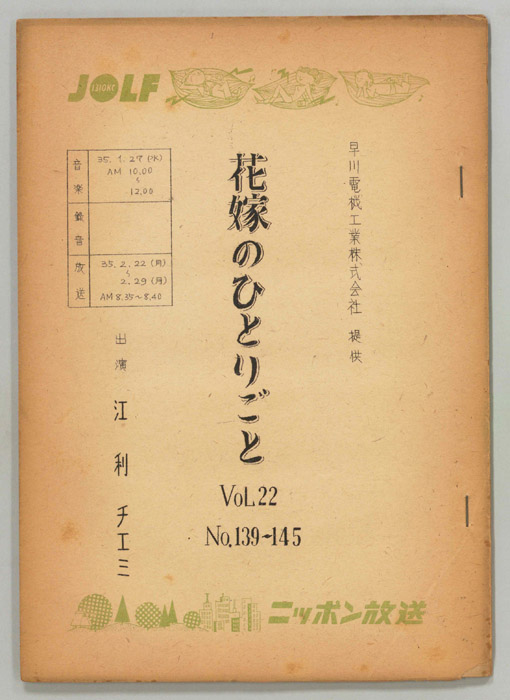 JOLF
早川電機工業株式会社 提供
花嫁のひとりごと
VOL.22
No.139~145
音楽
35.1.27(水)
AM 10.00
~
12.00
録音
放送
35.2.22(月)
~
2.29(月)
AM 8.35~8.40
出演 江利チエミ
ニッポン放送